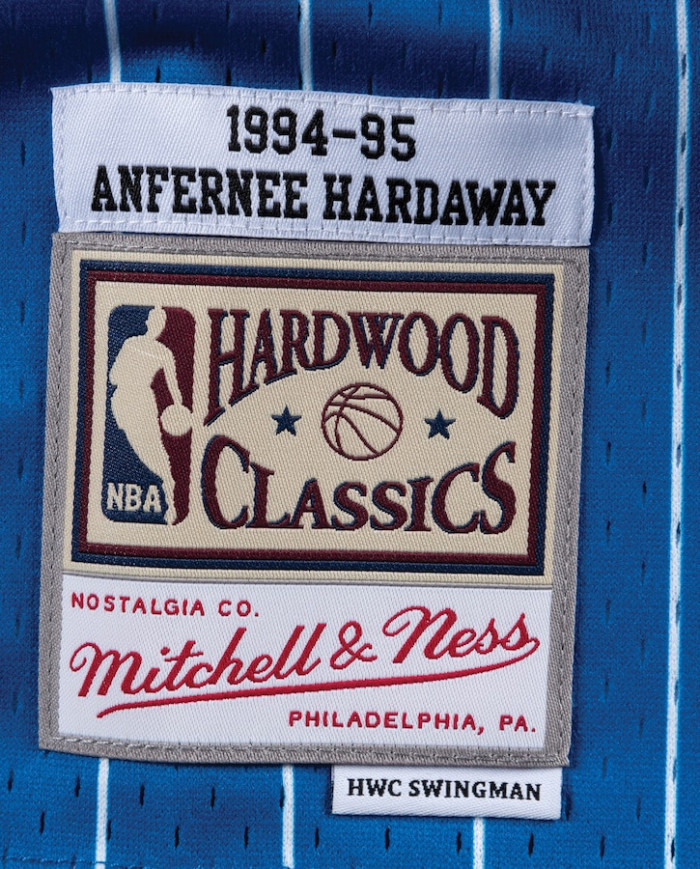 1994-95
ANFERNEE HARDAWAY
HARDWOOD
CLASSICS
NBA
NOSTALGIA CO.
Mitchell & Ness
PHILADELPHIA, PA.
HWC SWINGMAN